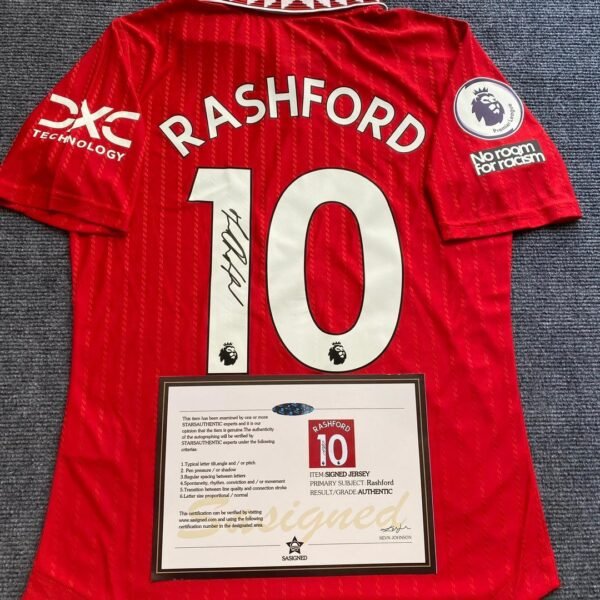 RASHFORD
DXC
TECHNOLOGY
Premier League
No room
For racism
10
This item has been examined by one or more
STARSAUTHENTIC experts and it is our
opinion that the item is genuine. The authenticity
of the autographing will be verified by
STARSAUTHENTIC experts under the following
criterias
1.Typical letter tilt,angle and / or pitch
2. Pen pressure / or shadow
3.Regular spacing between letters
4.Spontaneity, rhythm, conviction and / or movement
5.Transition between line quality and connection stroke
6.Letter size proportional / normal
This certification can be verified by visiting
www.sasigned.com and using the following
certification number in the designated area.
RASHFORD
10
ITEM:SIGNED JERSEY
PRIMARY SUBJECT: Rashford
RESULT/GRADE:AUTHENTIC
Sasigned
KEVN JOHNSON
SASIGNED